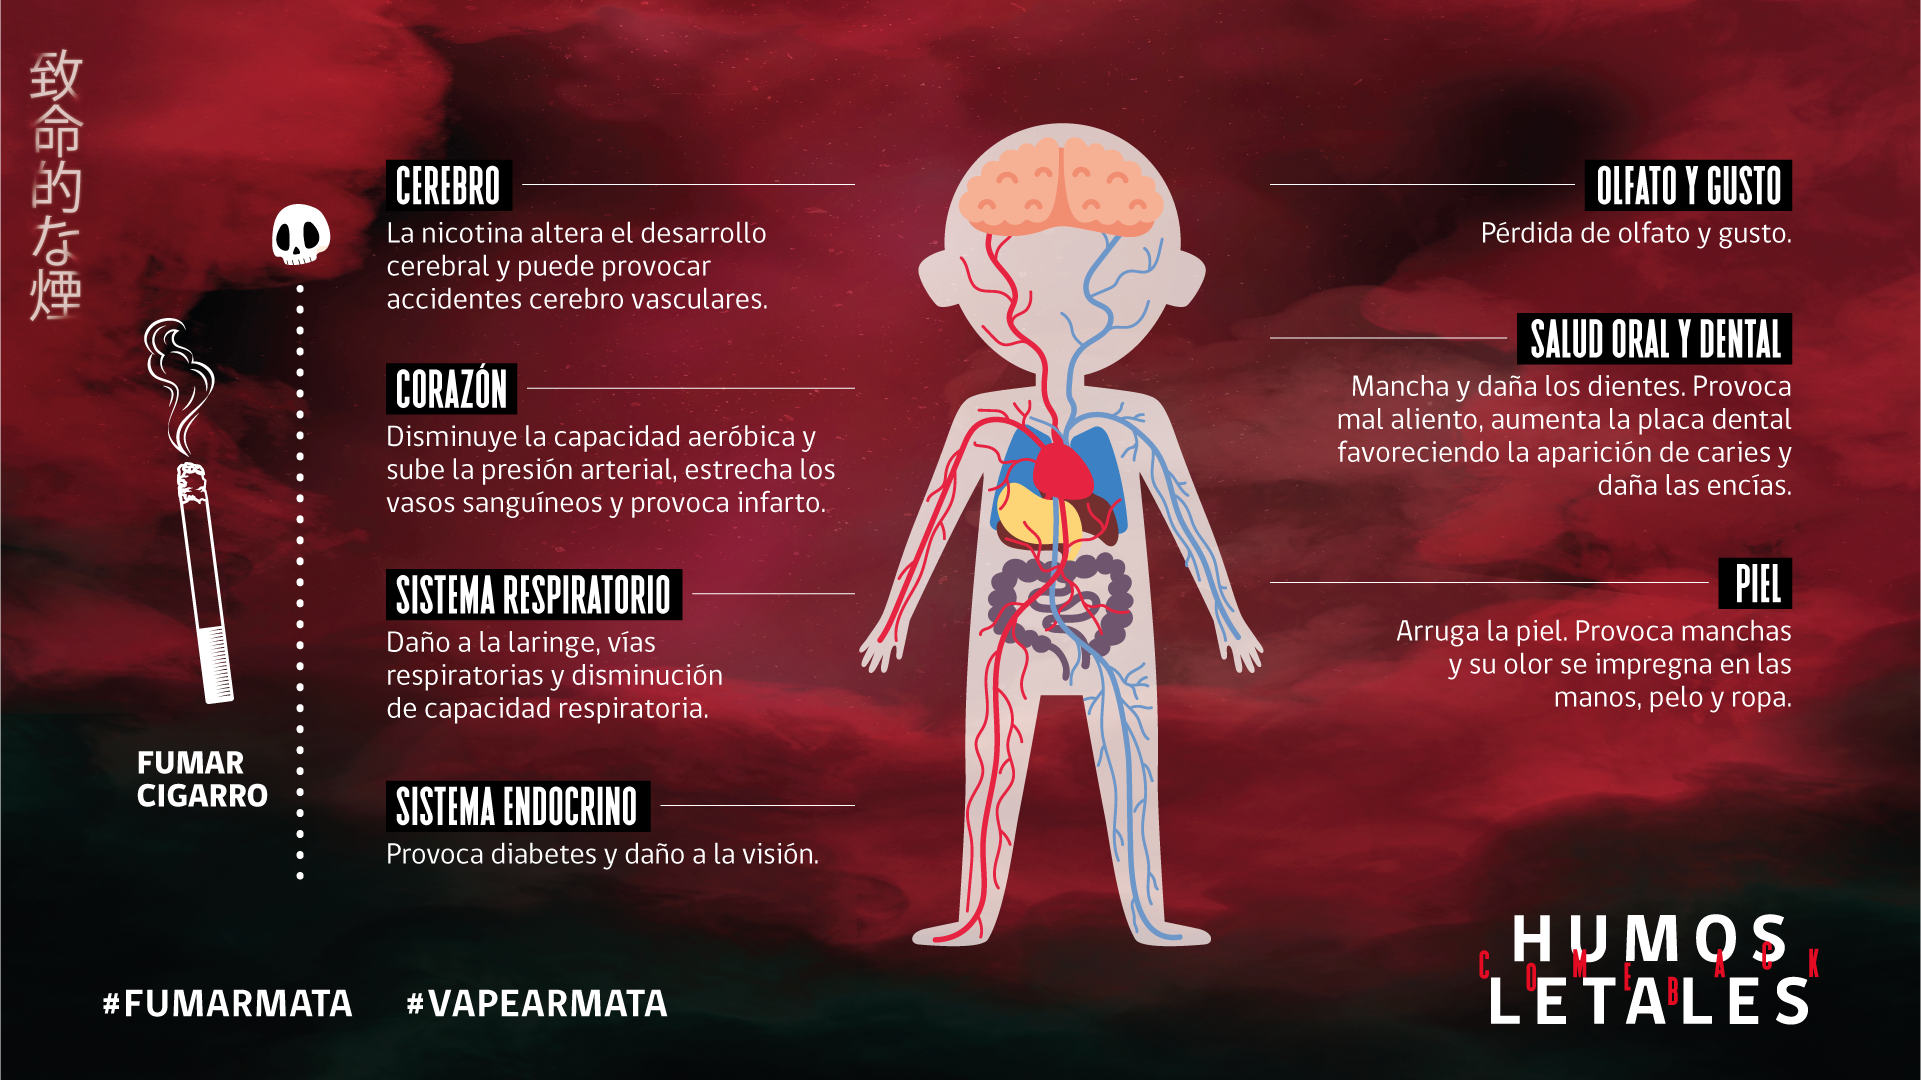 致命的な煙
CEREBRO
La nicotina altera el desarrollo
cerebral y puede provocar
accidentes cerebro vasculares.
CORAZÓN
Disminuye la capacidad aeróbica y
sube la presión arterial, estrecha los
vasos sanguíneos y provoca infarto.
SISTEMA RESPIRATORIO
Daño a la laringe, vías
respiratorias y disminución
de capacidad respiratoria.
SISTEMA ENDOCRINO
Provoca diabetes y daño a la visión.
FUMAR
CIGARRO
OLFATO Y GUSTO
Pérdida de olfato y gusto.
SALUD ORAL Y DENTAL
Mancha y daña los dientes. Provoca
mal aliento, aumenta la placa dental
favoreciendo la aparición de caries y
daña las encías.
PIEL
Arruga la piel. Provoca manchas
y su olor se impregna en las
manos, pelo y ropa.
#FUMARMATA #VAPEARMATA
HUMOS
COMEBACK
LETALES